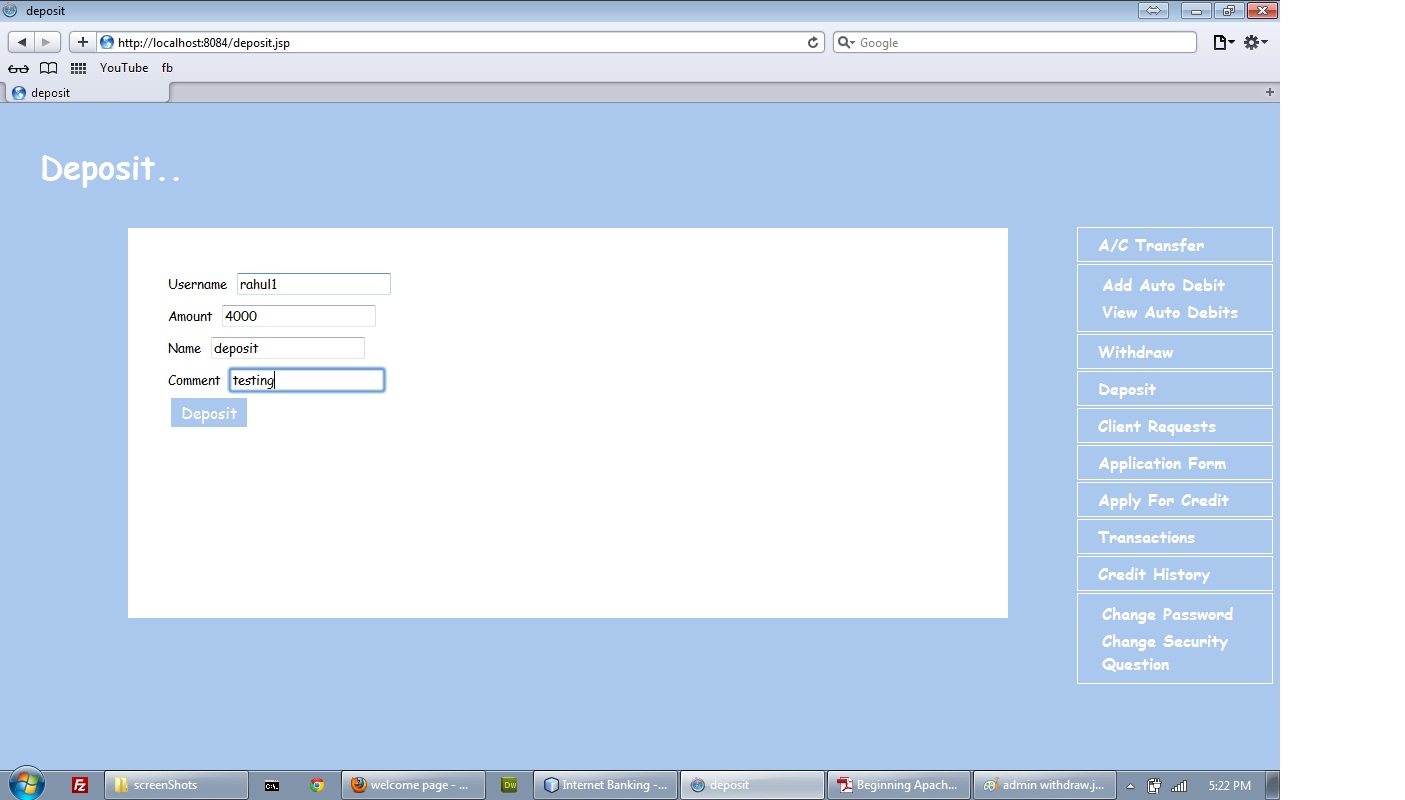 deposit
http://localhost:8084/deposit.jsp
Google
YouTube fb
deposit
Deposit..
Username rahul1
Amount 4000
Name deposit
Comment testing
Deposit
A/C Transfer
Add Auto Debit
View Auto Debits
Withdraw
Deposit
Client Requests
Application Form
Apply For Credit
Transactions
Credit History
Change Password
Change Security
Question
screenShots
welcome page - ...
Dw
Internet Banking -...
deposit
Beginning Apach...
admin withdraw.j...
5:22 PM